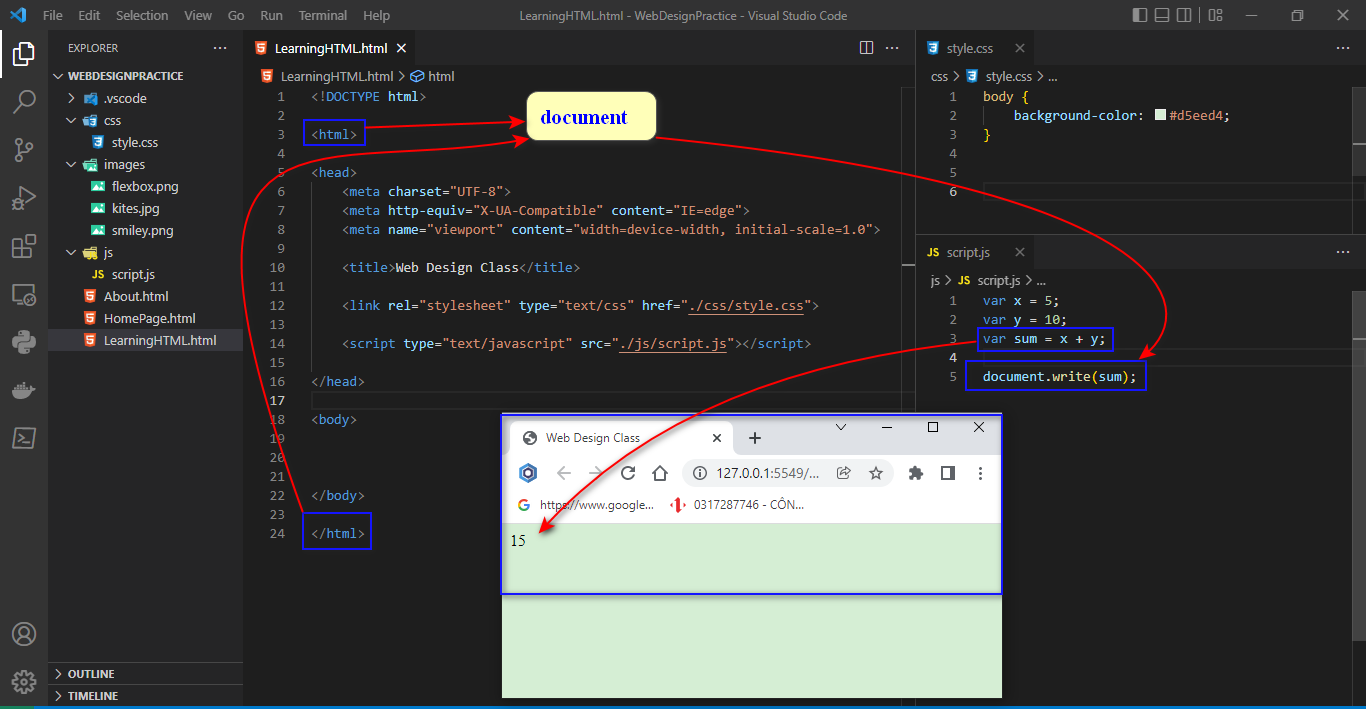 File Edit Selection View Go Run Terminal Help
LearningHTML.html - WebDesignPractice - Visual Studio Code
EXPLORER
WEBDESIGNPRACTICE
.vscode
css
style.css
images
flexbox.png
kites.jpg
smiley.png
js
script.js
About.html
HomePage.html
LearningHTML.html
OUTLINE
TIMELINE
LearningHTML.html
LearningHTML.html > html
1 <!DOCTYPE html>
2
3 <html>
4
5 <head>
6 <meta charset="UTF-8">
7 <meta http-equiv="X-UA-Compatible" content="IE=edge">
8 <meta name="viewport" content="width=device-width, initial-scale=1.0">
9
10 <title>Web Design Class</title>
11
12 <link rel="stylesheet" type="text/css" href="./css/style.css">
13
14 <script type="text/javascript" src="./js/script.js"></script>
15
16 </head>
17
18 <body>
19
20
21
22 </body>
23
24 </html>
document
style.css
css > style.css > ...
1 body {
2 background-color: #d5eed4;
3 }
4
5
6
JS script.js
js > JS script.js > ...
1 var x = 5;
2 var y = 10;
3 var sum = x + y;
4
5 document.write(sum);
Web Design Class
127.0.0.1:5549/...
https://www.google... 0317287746 - CÔN...
15